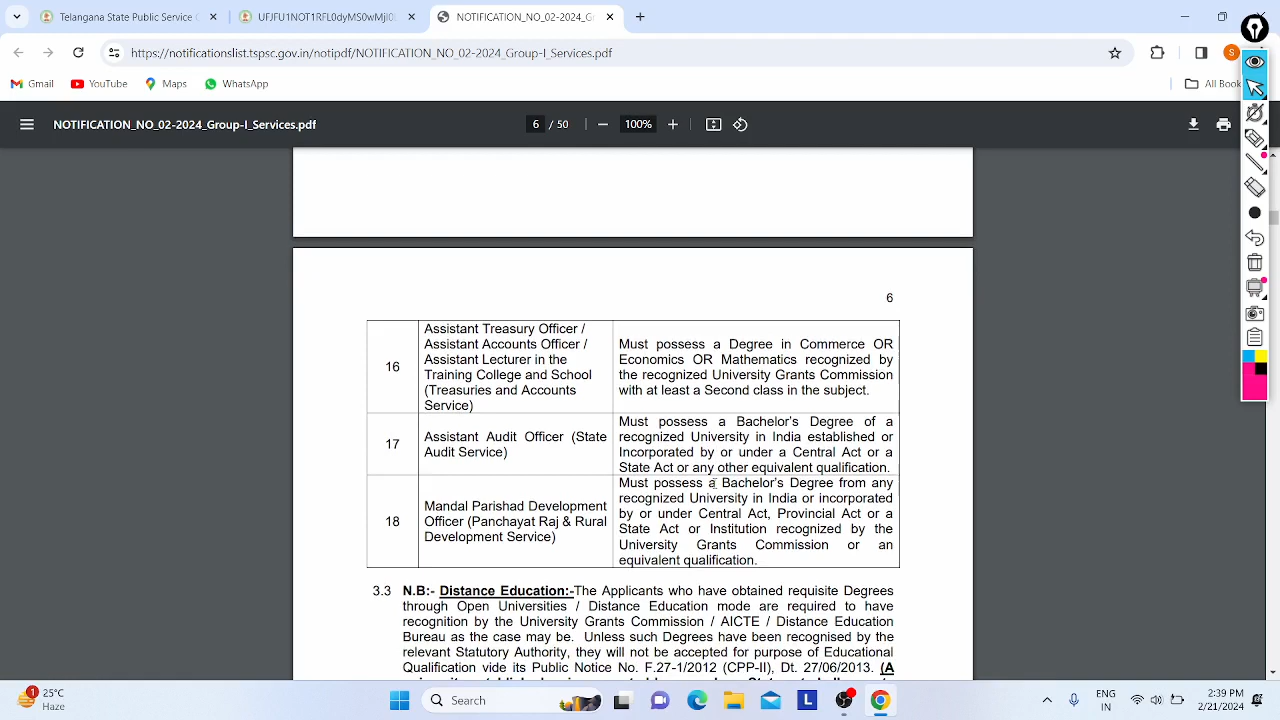 Telangana State Public Service (
UFJFU1NOT1RFL0dyMS0wMjI0
NOTIFICATION_NO_02-2024_G
https://notificationslist.tspsc.gov.in/notipdf/NOTIFICATION_NO_02-2024_Group-I_Services.pdf
S
Gmail
YouTube
Maps
WhatsApp
All Book
NOTIFICATION_NO_02-2024_Group-I_Services.pdf
6 / 50
100%
6
16
Assistant Treasury Officer /
Assistant Accounts Officer /
Assistant Lecturer in the
Training College and School
(Treasuries and Accounts
Service)
Must possess a Degree in Commerce OR
Economics OR Mathematics recognized by
the recognized University Grants Commission
with at least a Second class in the subject.
17
Assistant Audit Officer (State
Audit Service)
Must possess a Bachelor's Degree of a
recognized University in India established or
Incorporated by or under a Central Act or a
State Act or any other equivalent qualification.
18
Mandal Parishad Development
Officer (Panchayat Raj & Rural
Development Service)
Must possess a Bachelor's Degree from any
recognized University in India or incorporated
by or under Central Act, Provincial Act or a
State Act or Institution recognized by the
University Grants Commission or an
equivalent qualification.
3.3 N.B:- Distance Education:-The Applicants who have obtained requisite Degrees
through Open Universities / Distance Education mode are required to have
recognition by the University Grants Commission / AICTE / Distance Education
Bureau as the case may be. Unless such Degrees have been recognised by the
relevant Statutory Authority, they will not be accepted for purpose of Educational
Qualification vide its Public Notice No. F.27-1/2012 (CPP-II), Dt. 27/06/2013. (A
1
25°C
Haze
Search
L
ENG
IN
2:39 PM
2/21/2024